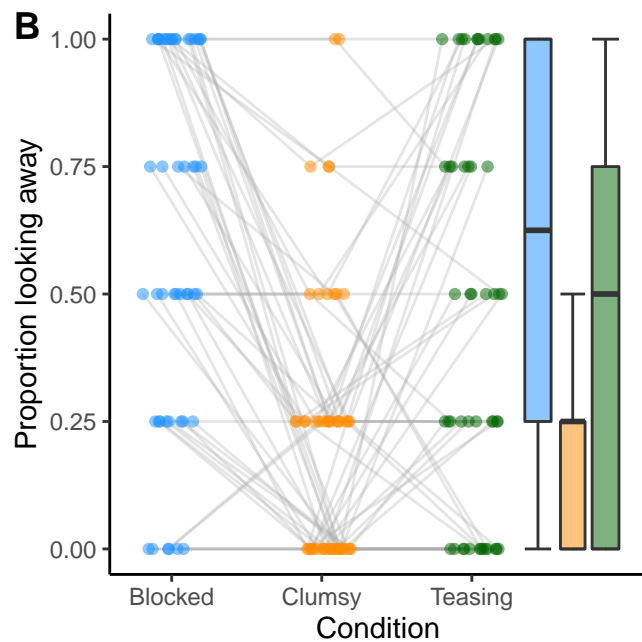 B
Proportion looking away
1.00
0.75
0.50
0.25
0.00
Blocked Clumsy Teasing
Condition